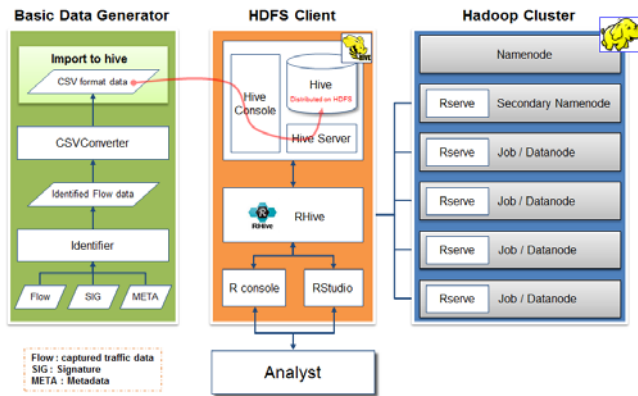 Basic Data Generator
Import to hive
CSV format data
CSVConverter
Identified Flow data
Identifier
Flow
SIG
META
Flow : captured traffic data
SIG : Signature
META : Metadata
HDFS Client
HIVE
Hive Console
Hive
Distributed on HDFS
Hive Server
R
RHive
RHive
R console
RStudio
Analyst
Hadoop Cluster
Namenode
Rserve Secondary Namenode
Rserve Job / Datanode
Rserve Job / Datanode
Rserve Job / Datanode
Rserve Job / Datanode